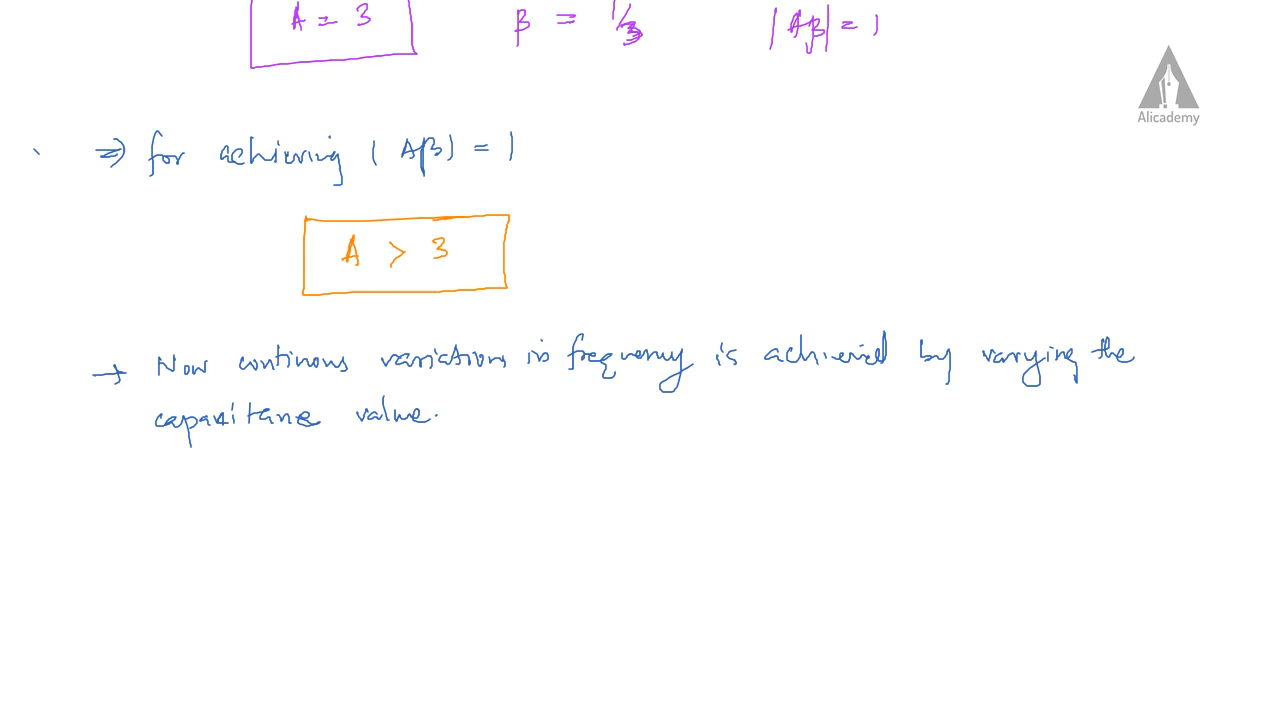 A = 3 β = 1/3 |Aβ| = 1
Alicademy
⇒ for achieving |Aβ| = 1
A > 3
→ Now continous variations in frequency is achieved by varying the
capacitance value.